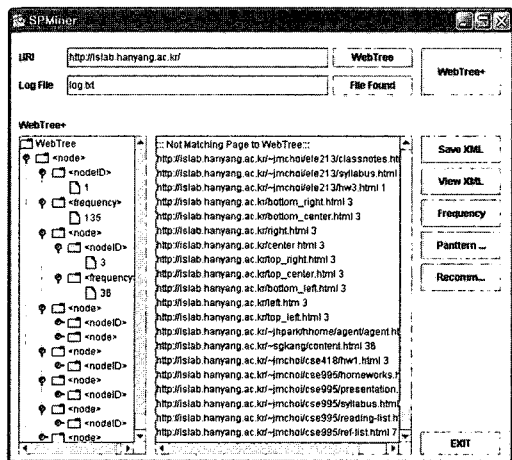 SPMiner
URI http://islab.hanyang.ac.kr/ WebTree WebTree+
Log File log.txt File Found
WebTree+
WebTree
<node>
<nodeID>
1
<frequency>
135
<node>
<nodeID>
3
<frequency
38
<node>
<nodeID>
<node>
<node>
<nodeID>
<node>
<nodeID>
<node>
::: Not Matching Page to WebTree:::
http://islab.hanyang.ac.kr/~jmchoi/ele213/classnotes.ht
http://islab.hanyang.ac.kr/~jmchoi/ele213/syllabus.html
http://islab.hanyang.ac.kr/~jmchoi/ele213/hw3.html 1
http://islab.hanyang.ac.kr/bottom_right.html 3
http://islab.hanyang.ac.kr/bottom_center.html 3
http://islab.hanyang.ac.kr/right.html 3
http://islab.hanyang.ac.kr/center html 3
http://islab.hanyang.ac.kr/top_right.html 3
http://islab.hanyang.ac.kr/top_center.html 3
http://islab.hanyang.ac.kr/bottom_left.html 3
http://islab.hanyang.ac.kr/left.htm 3
http://islab.hanyang.ac.kr/top_left.html 3
http://islab.hanyang.ac.kr/~jhpark/hhome/agent/agent.ht
http://islab.hanyang.ac.kr/~sgkang/content.html 38
http://islab.hanyang.ac.kr/~jmchoi/cse418/hw1.html 3
http://islab.hanyang.ac.kr/~jmchoi/cse995/homeworks.h
http://islab.hanyang.ac.kr/~jmchoi/cse995/presentation.
http://islab.hanyang.ac.kr/~jmchoi/cse995/syllabus.html
http://islab.hanyang.ac.kr/~jmchoi/cse995/reading-list.h
http://islab.hanyang.ac.kr/~jmchoi/cse995/ref-list.html 7
Save XML
View XML
Frequency
Panttern ...
Recomm...
EXIT